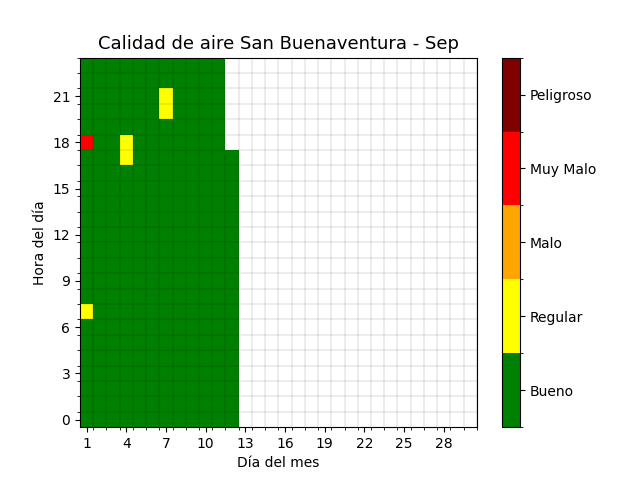 Calidad de aire San Buenaventura - Sep
Hora del día
21
18
15
12
9
6
3
0
1 4 7 10 13 16 19 22 25 28
Día del mes
Peligroso
Muy Malo
Malo
Regular
Bueno